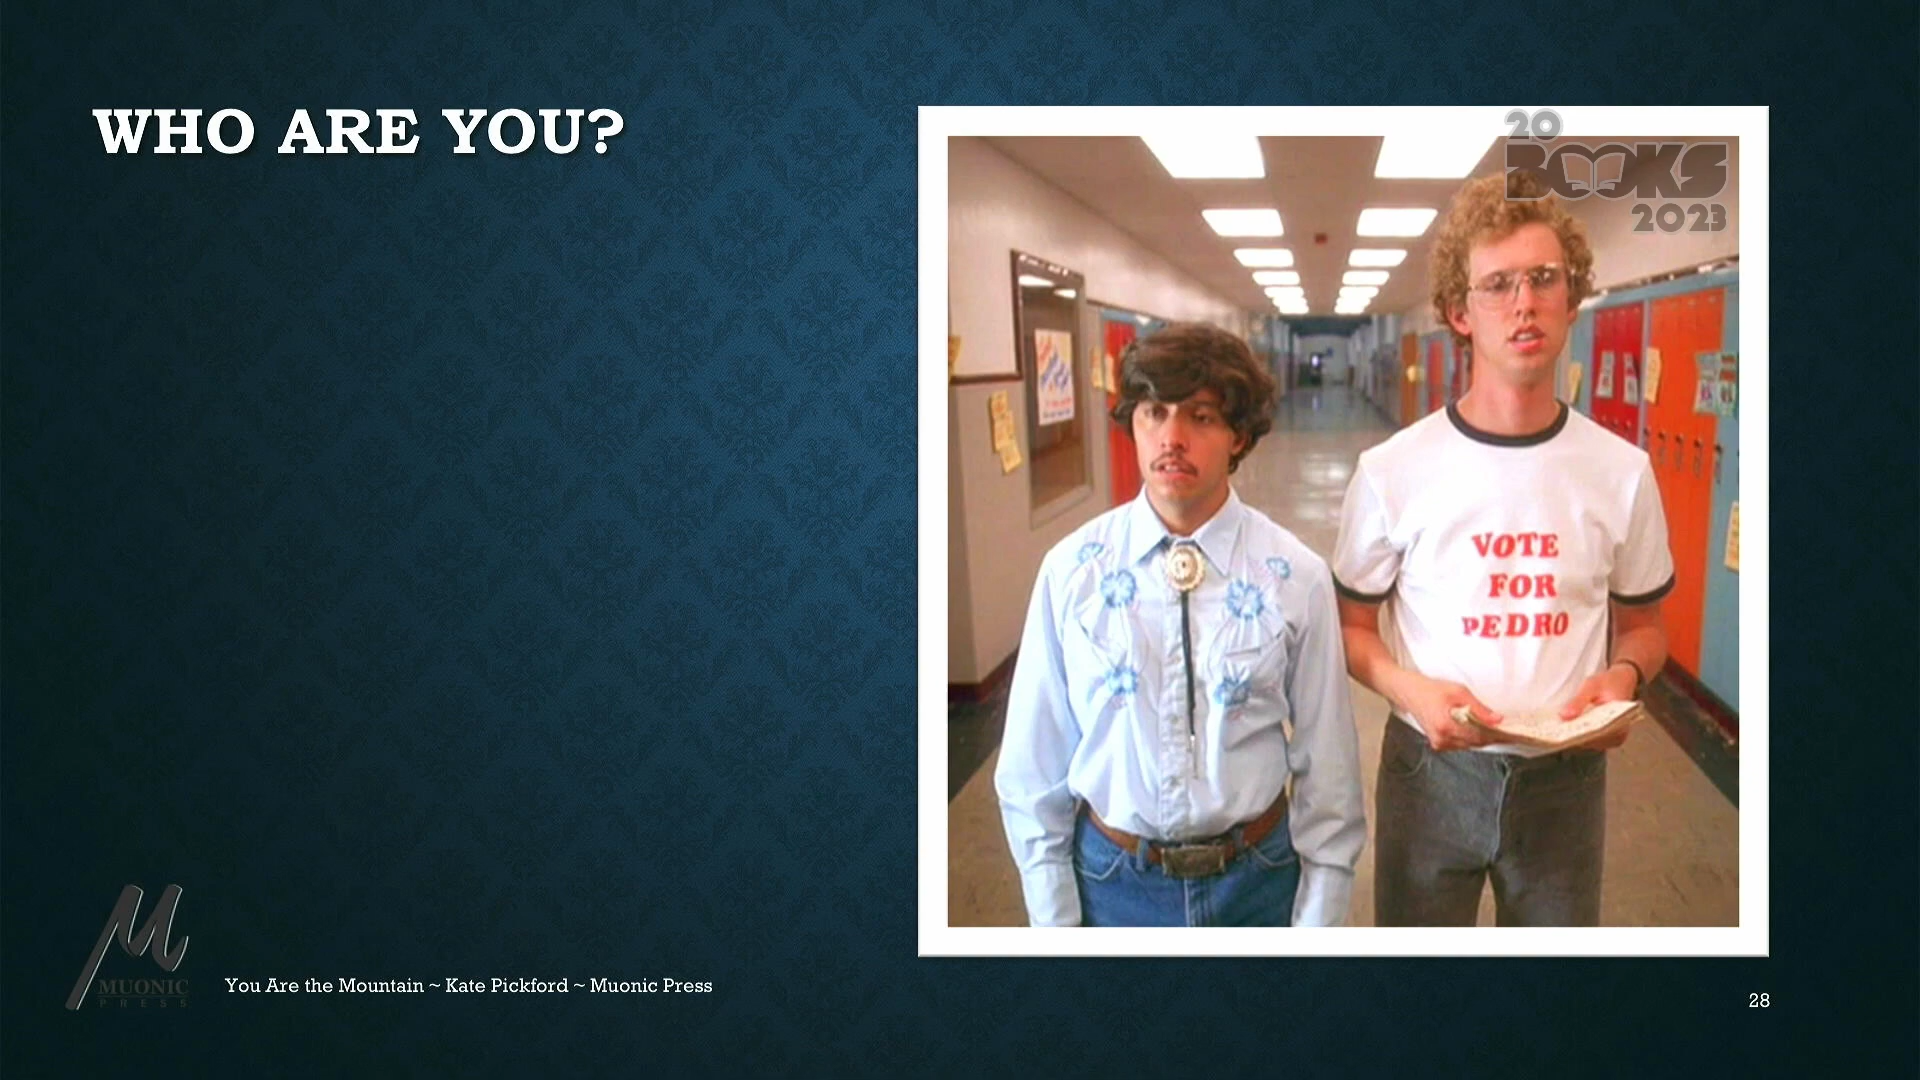 WHO ARE YOU?
20
BOOKS
2023
VOTE
FOR
PEDRO
MUONIC
PRESS
You Are the Mountain ~ Kate Pickford ~ Muonic Press
28